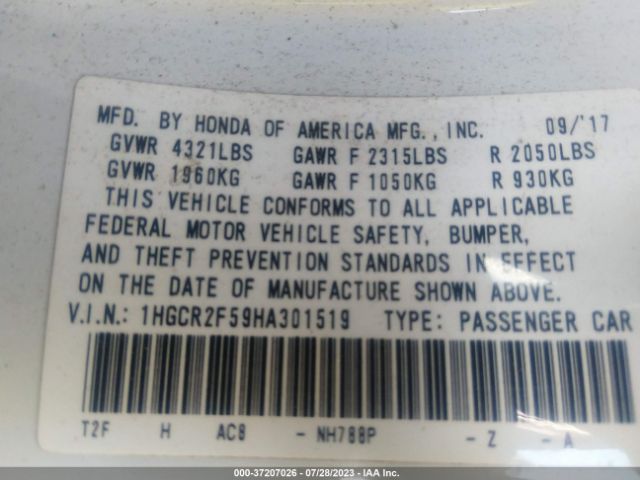 MFD. BY HONDA OF AMERICA MFG., INC. 09/'17
GVWR 4321LBS GAWR F 2315LBS R 2050LBS
GVWR 1960KG GAWR F 1050KG R 930KG
THIS VEHICLE CONFORMS TO ALL APPLICABLE
FEDERAL MOTOR VEHICLE SAFETY, BUMPER,
AND THEFT PREVENTION STANDARDS IN EFFECT
ON THE DATE OF MANUFACTURE SHOWN ABOVE.
V.I.N.: 1HGCR2F59HA301519 TYPE: PASSENGER CAR
T2F H AC8 - NH788P - Z - A
000-37207026 - 07/28/2023 - IAA Inc.